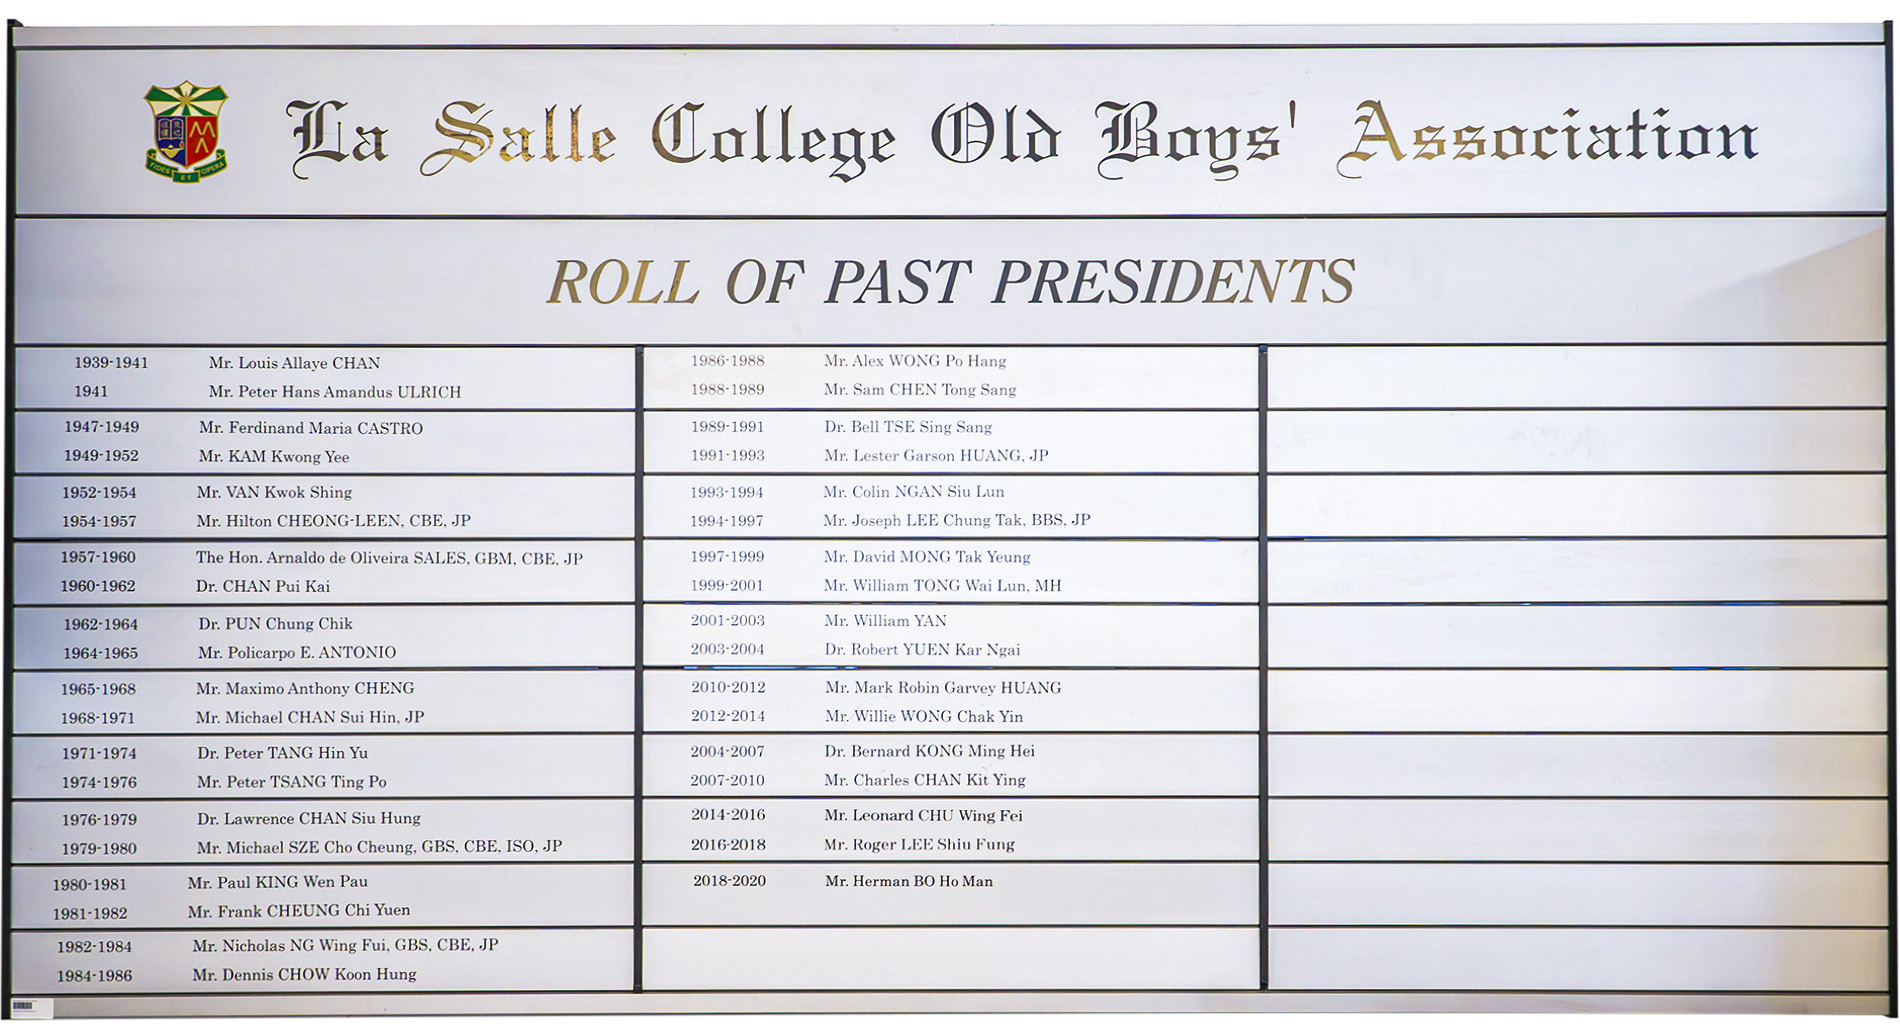 La Salle College Old Boys' Association
FIDES ET OPERA
ROLL OF PAST PRESIDENTS
1939-1941 Mr. Louis Allaye CHAN
1941 Mr. Peter Hans Amandus ULRICH
1947-1949 Mr. Ferdinand Maria CASTRO
1949-1952 Mr. KAM Kwong Yee
1952-1954 Mr. VAN Kwok Shing
1954-1957 Mr. Hilton CHEONG-LEEN, CBE, JP
1957-1960 The Hon. Arnaldo de Oliveira SALES, GBM, CBE, JP
1960-1962 Dr. CHAN Pui Kai
1962-1964 Dr. PUN Chung Chik
1964-1965 Mr. Policarpo E. ANTONIO
1965-1968 Mr. Maximo Anthony CHENG
1968-1971 Mr. Michael CHAN Sui Hin, JP
1971-1974 Dr. Peter TANG Hin Yu
1974-1976 Mr. Peter TSANG Ting Po
1976-1979 Dr. Lawrence CHAN Siu Hung
1979-1980 Mr. Michael SZE Cho Cheung, GBS, CBE, ISO, JP
1980-1981 Mr. Paul KING Wen Pau
1981-1982 Mr. Frank CHEUNG Chi Yuen
1982-1984 Mr. Nicholas NG Wing Fui, GBS, CBE, JP
1984-1986 Mr. Dennis CHOW Koon Hung
1986-1988 Mr. Alex WONG Po Hang
1988-1989 Mr. Sam CHEN Tong Sang
1989-1991 Dr. Bell TSE Sing Sang
1991-1993 Mr. Lester Garson HUANG, JP
1993-1994 Mr. Colin NGAN Siu Lun
1994-1997 Mr. Joseph LEE Chung Tak, BBS, JP
1997-1999 Mr. David MONG Tak Yeung
1999-2001 Mr. William TONG Wai Lun, MH
2001-2003 Mr. William YAN
2003-2004 Dr. Robert YUEN Kar Ngai
2010-2012 Mr. Mark Robin Garvey HUANG
2012-2014 Mr. Willie WONG Chak Yin
2004-2007 Dr. Bernard KONG Ming Hei
2007-2010 Mr. Charles CHAN Kit Ying
2014-2016 Mr. Leonard CHU Wing Fei
2016-2018 Mr. Roger LEE Shiu Fung
2018-2020 Mr. Herman BO Ho Man